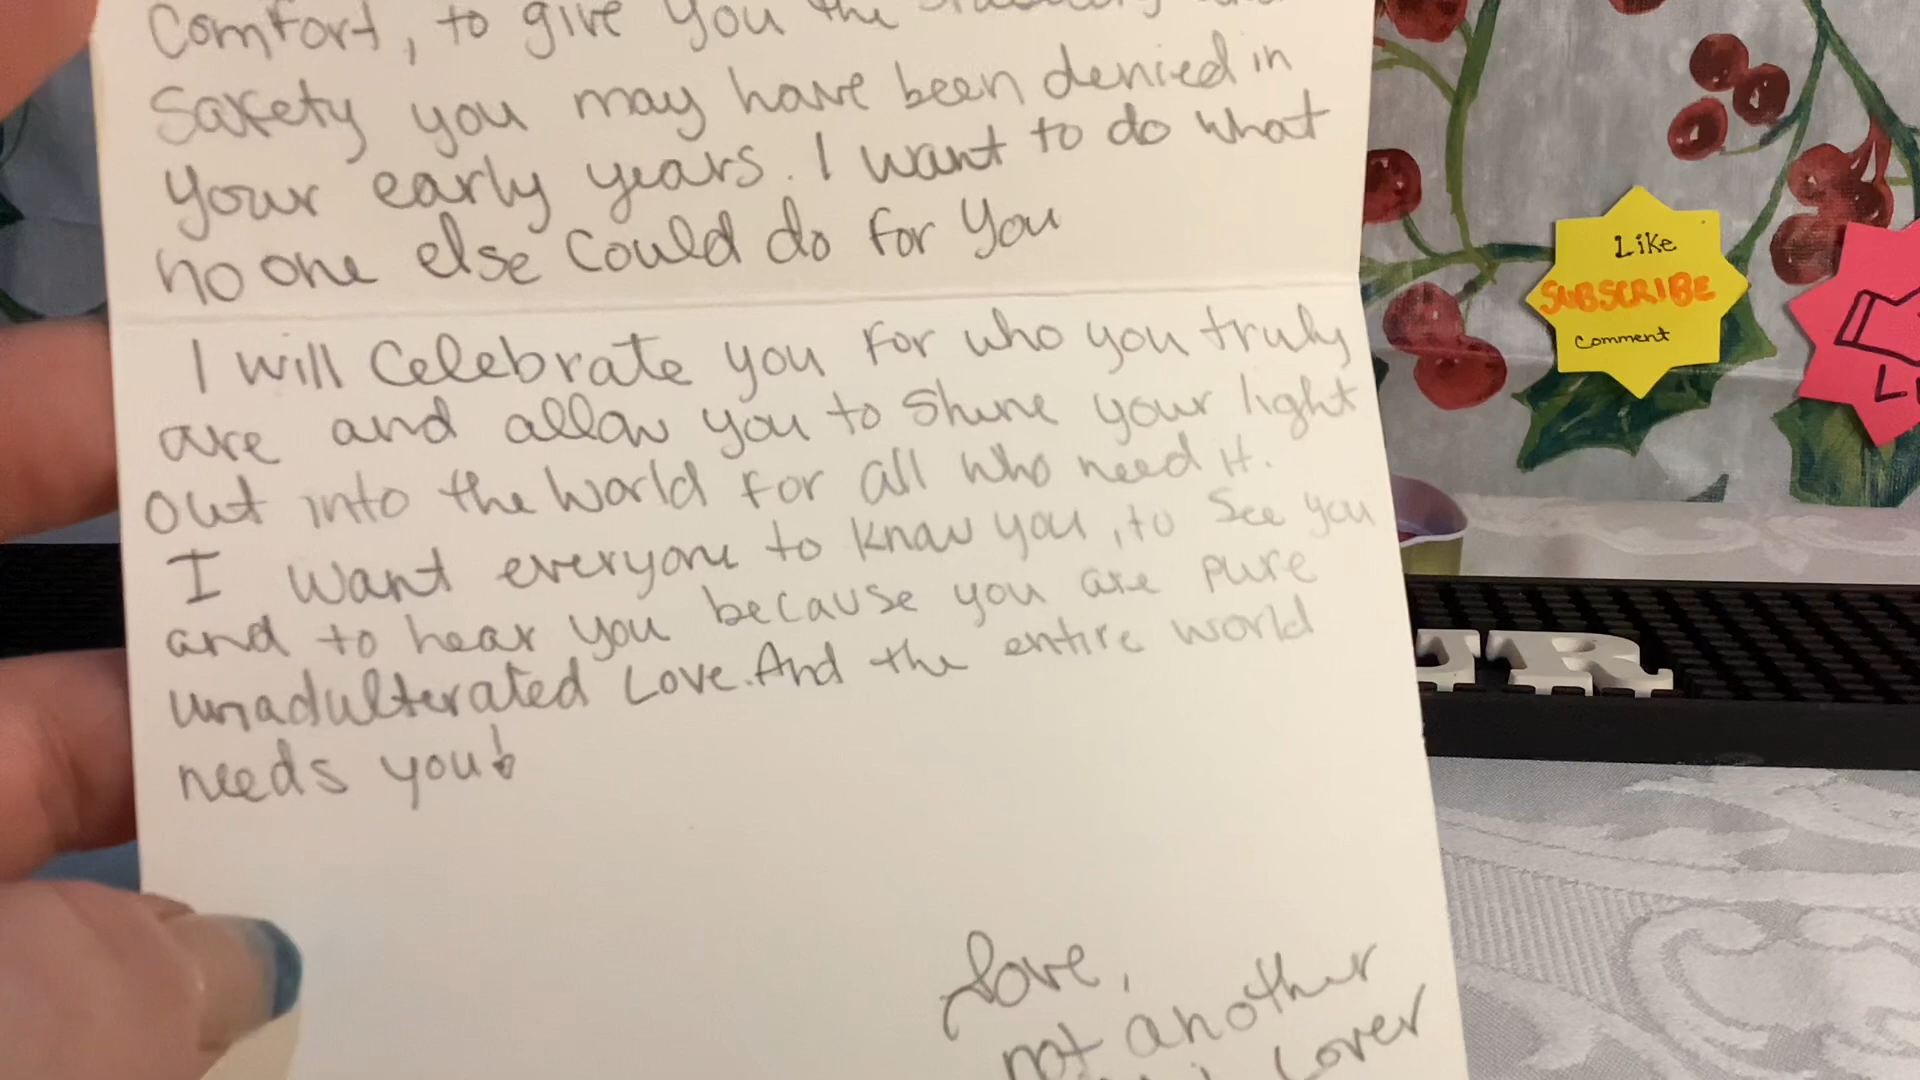 Comfort, to give you the
Safety you may have been denied in
your early years. I want to do what
no one else could do for you
I will Celebrate you for who you truly
are and allow you to Shine your light
out into the World for all who need it.
I want everyone to know you, to See you
and to hear you because you are pure
unadulterated Love. And the entire world
needs you!
Love,
not another
Lover
Like
SUBSCRIBE
Comment
UR